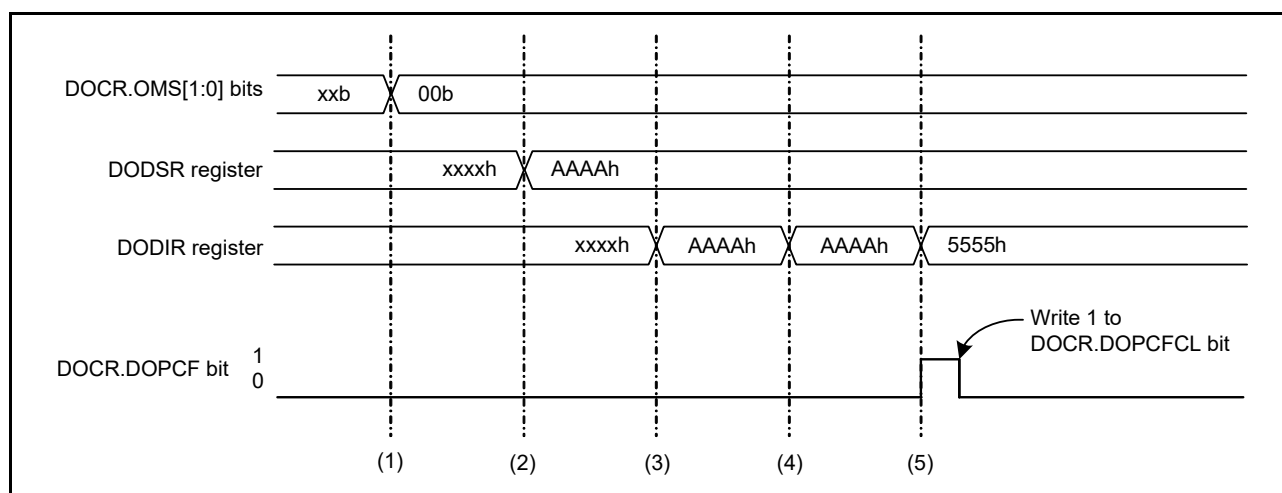 DOCR.OMS[1:0] bits xxb 00b
DODSR register xxxxh AAAAh
DODIR register xxxxh AAAAh AAAAh 5555h
Write 1 to
DOCR.DOPCFCL bit
DOCR.DOPCF bit 1
0
(1) (2) (3) (4) (5)